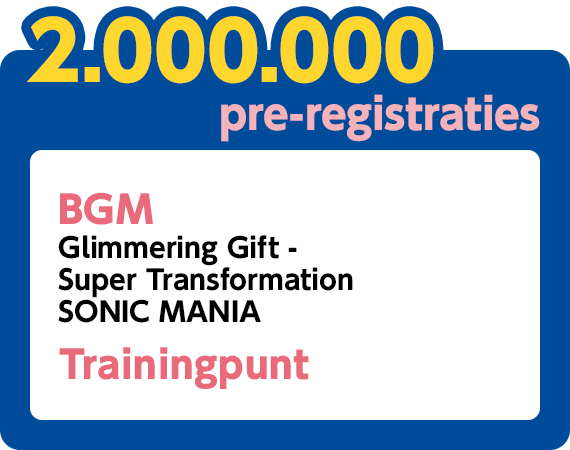 2.000.000
pre-registraties
BGM
Glimmering Gift -
Super Transformation
SONIC MANIA
Trainingpunt